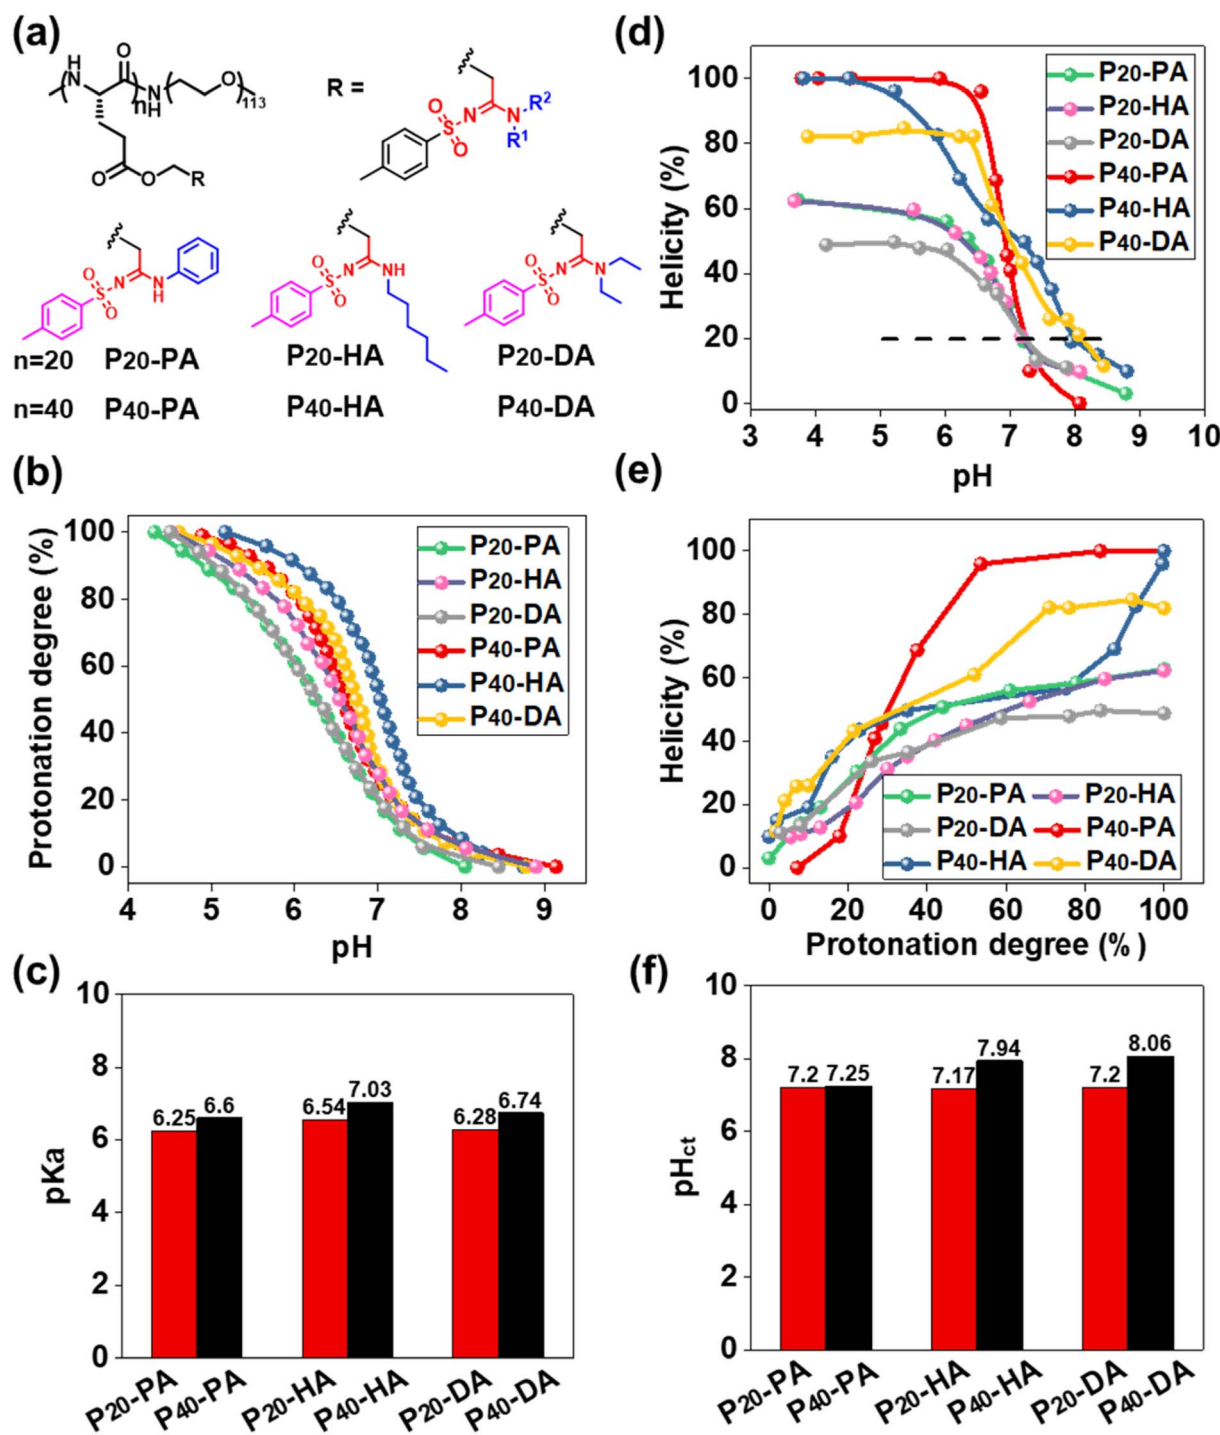 (a)
H
N
O
n
N
H
O
113
O
O
R
R =
O
S
O
N
N
R²
R¹
O
S
O
N
N
H
O
S
O
N
NH
O
S
O
N
N
n=20 P20-PA P20-HA P20-DA
n=40 P40-PA P40-HA P40-DA
(b)
Protonation degree (%)
100
80
60
40
20
0
4 5 6 7 8 9
pH
P20-PA
P20-HA
P20-DA
P40-PA
P40-HA
P40-DA
(c)
pKa
10
8
6
4
2
0
6.25 6.6 6.54 7.03 6.28 6.74
P20-PA P40-PA P20-HA P40-HA P20-DA P40-DA
(d)
Helicity (%)
100
80
60
40
20
0
3 4 5 6 7 8 9 10
pH
P20-PA
P20-HA
P20-DA
P40-PA
P40-HA
P40-DA
(e)
Helicity (%)
100
80
60
40
20
0
0 20 40 60 80 100
Protonation degree (%)
P20-PA P20-HA
P20-DA P40-PA
P40-HA P40-DA
(f)
pHct
10
8
6
4
2
0
7.2 7.25 7.17 7.94 7.2 8.06
P20-PA P40-PA P20-HA P40-HA P20-DA P40-DA